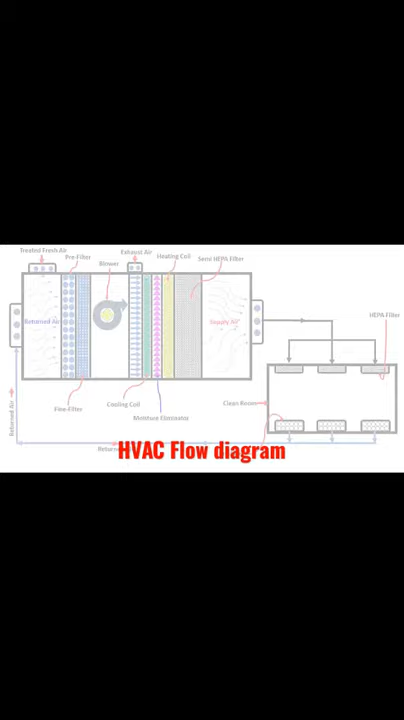 Treated Fresh Air
Pre-Filter
Blower
Exhaust Air
Heating Coil
Semi HEPA Filter
Returned Air
Supply Air
HEPA Filter
Returned Air
Fine-Filter
Cooling Coil
Moisture Elimnator
Clean Room
HVAC Flow diagram